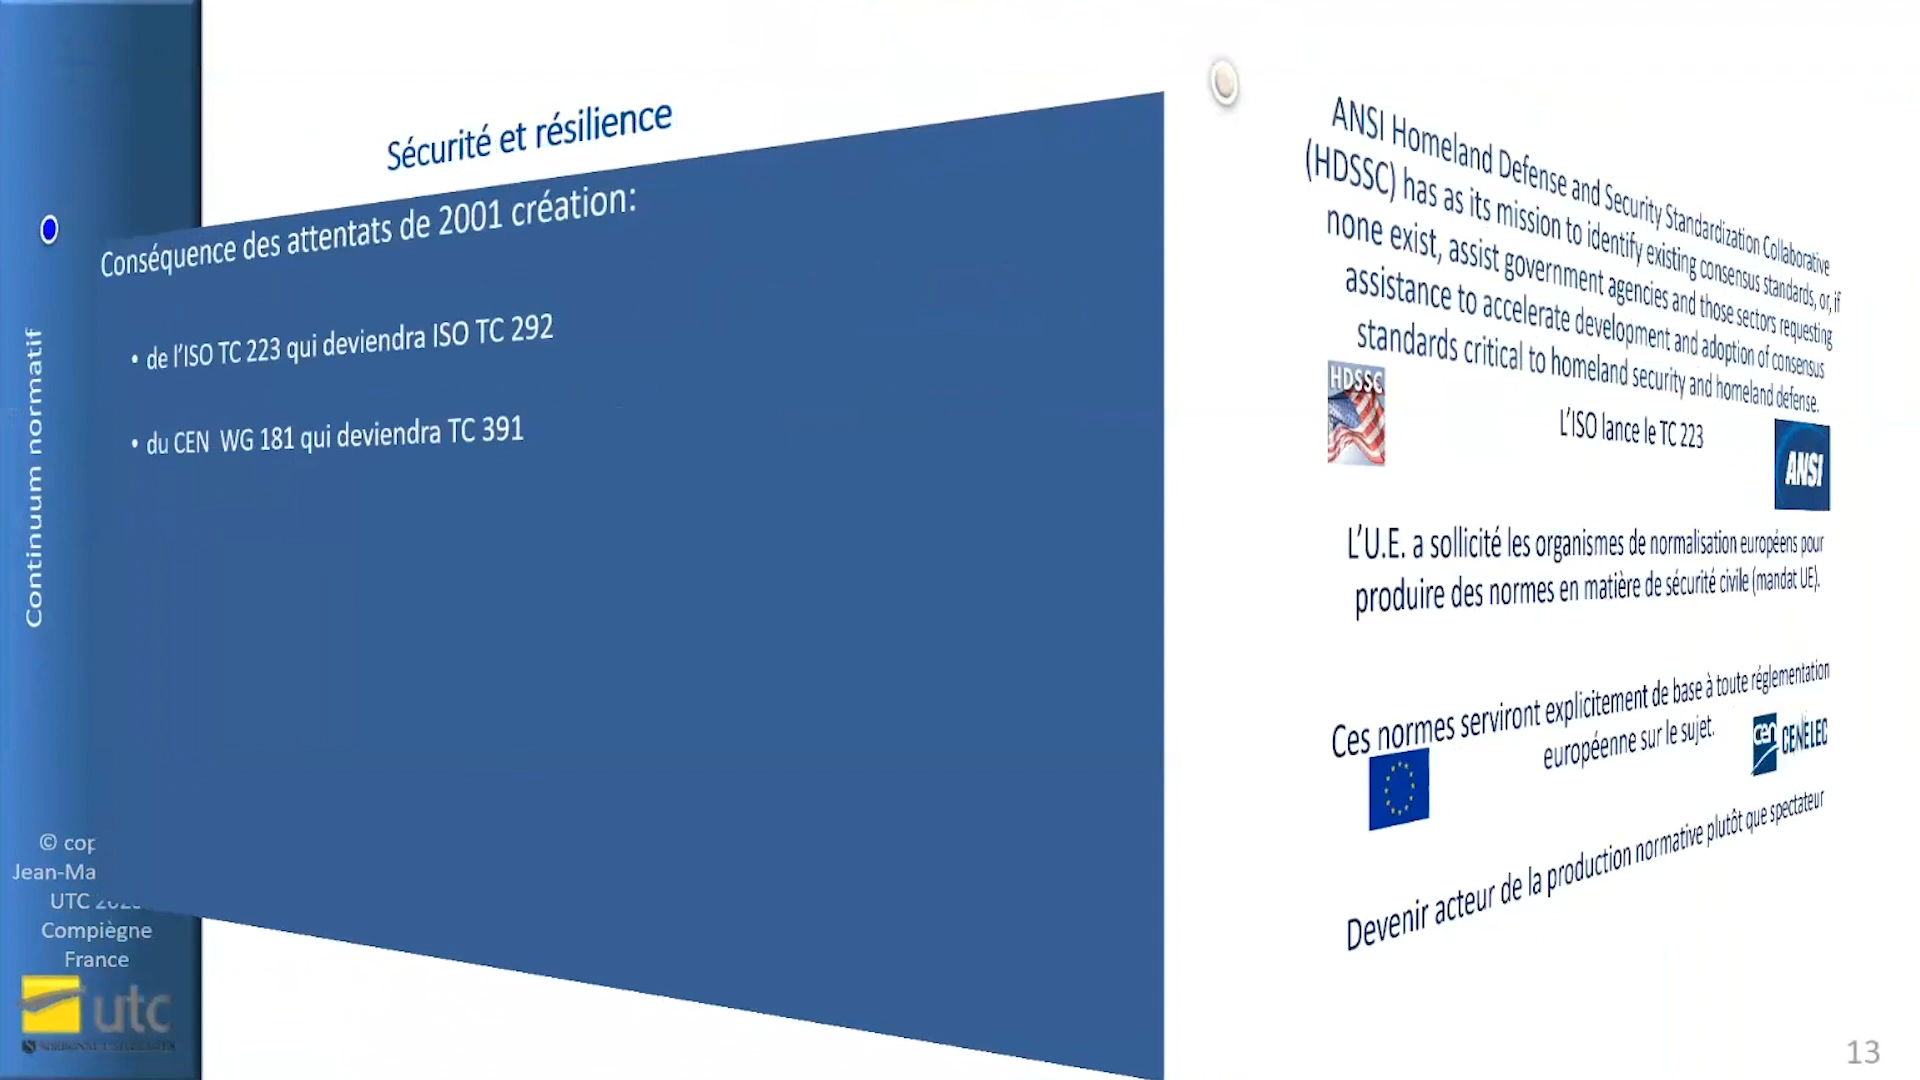 Sécurité et résilience
Conséquence des attentats de 2001 création:
• de l'ISO TC 223 qui deviendra ISO TC 292
• du CEN WG 181 qui deviendra TC 391
ANSI Homeland Defense and Security Standardization Collaborative
(HDSSC) has as its mission to identify existing consensus standards, or, if
none exist, assist government agencies and those sectors requesting
assistance to accelerate development and adoption of consensus
standards critical to homeland security and homeland defense.
HDSSC
L'ISO lance le TC 223
ANSI
L'U.E. a sollicité les organismes de normalisation européens pour
produire des normes en matière de sécurité civile (mandat UE).
Ces normes serviront explicitement de base à toute réglementation
européenne sur le sujet.
cen CENELEC
Devenir acteur de la production normative plutôt que spectateur
Continuum normatif
© cop
Jean-Ma
UTC
Compiègne
France
utc
13